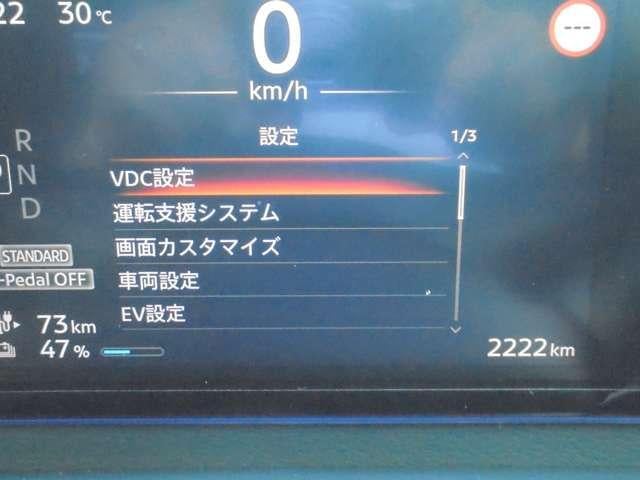 22 30℃
0
km/h
---
設定 1/3
R
N
D
VDC設定
運転支援システム
画面カスタマイズ
車両設定
EV設定
STANDARD
-Pedal OFF
73km
47%
2222km